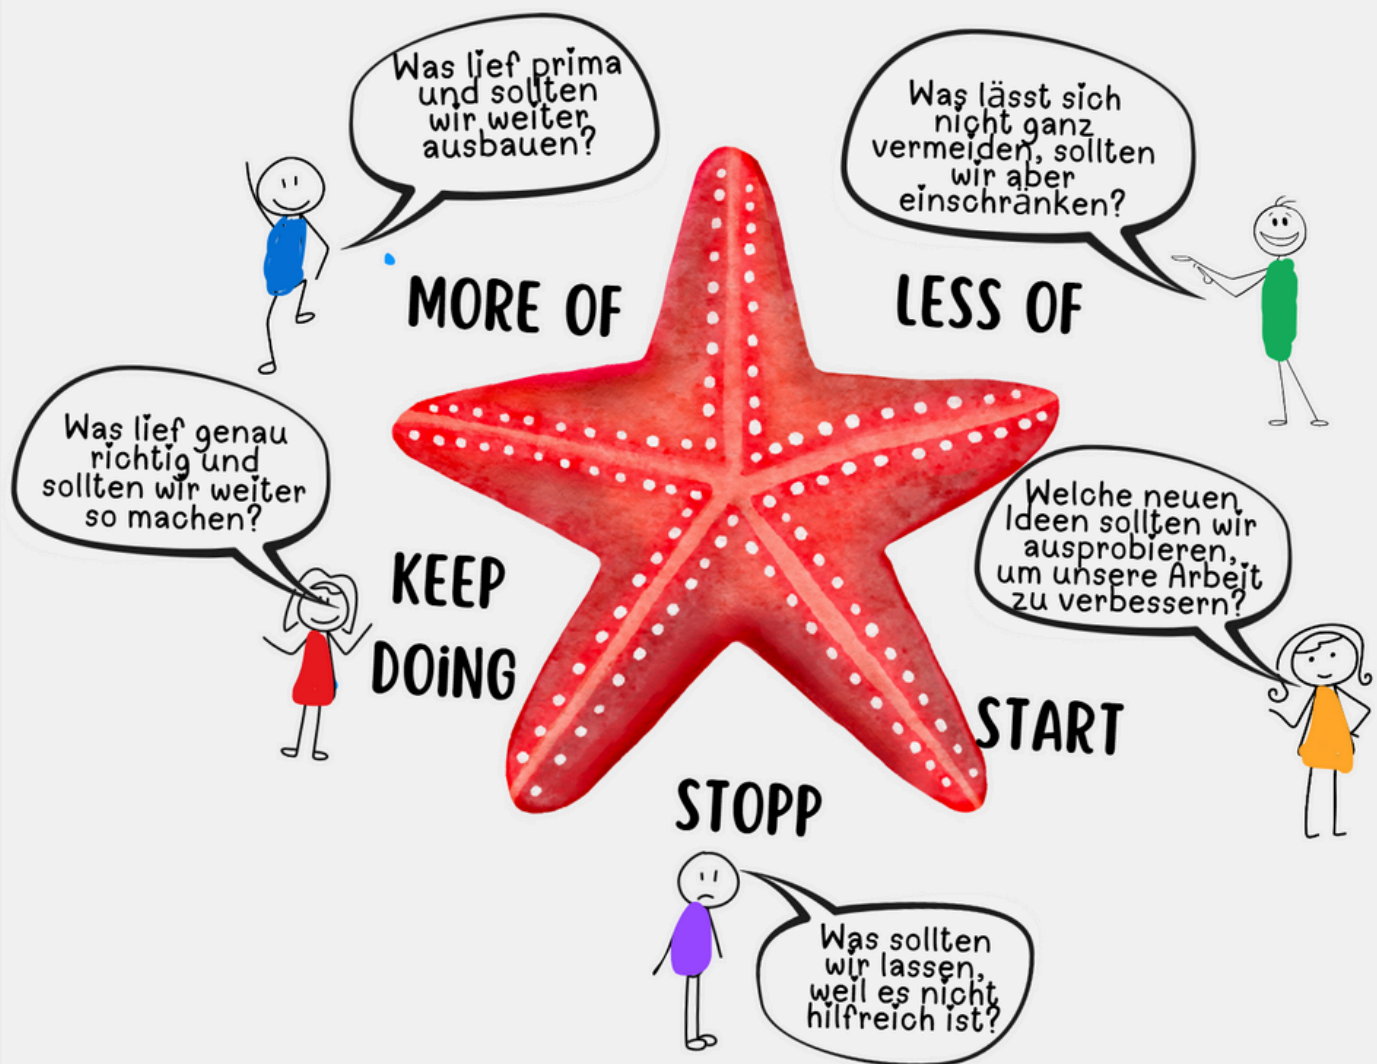 Was lief prima
und sollten
wir weiter
ausbauen?
MORE OF
Was lässt sich
nicht ganz
vermeiden, sollten
wir aber
einschränken?
LESS OF
Was lief genau
richtig und
sollten wir weiter
so machen?
KEEP
DOiNG
Welche neuen
Ideen sollten wir
ausprobieren,
um unsere Arbeit
zu verbessern?
START
STOPP
Was sollten
wir lassen,
weil es nicht
hilfreich ist?